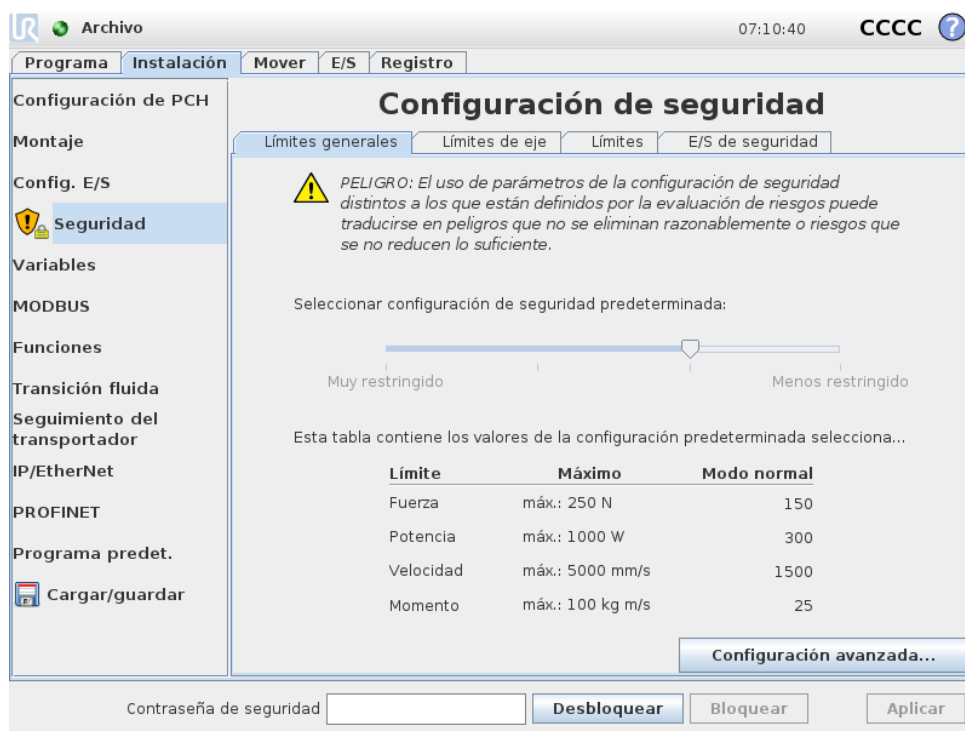 UR Archivo 07:10:40 CCCC ?
Programa Instalación Mover E/S Registro
Configuración de PCH
Montaje
Config. E/S
Seguridad
Variables
MODBUS
Funciones
Transición fluida
Seguimiento del
transportador
IP/EtherNet
PROFINET
Programa predet.
Cargar/guardar
Configuración de seguridad
Límites generales Límites de eje Límites E/S de seguridad
PELIGRO: El uso de parámetros de la configuración de seguridad
distintos a los que están definidos por la evaluación de riesgos puede
traducirse en peligros que no se eliminan razonablemente o riesgos que
se no reducen lo suficiente.
Seleccionar configuración de seguridad predeterminada:
Muy restringido Menos restringido
Esta tabla contiene los valores de la configuración predeterminada selecciona...
Límite Máximo Modo normal
Fuerza máx.: 250 N 150
Potencia máx.: 1000 W 300
Velocidad máx.: 5000 mm/s 1500
Momento máx.: 100 kg m/s 25
Configuración avanzada...
Contraseña de seguridad Desbloquear Bloquear Aplicar